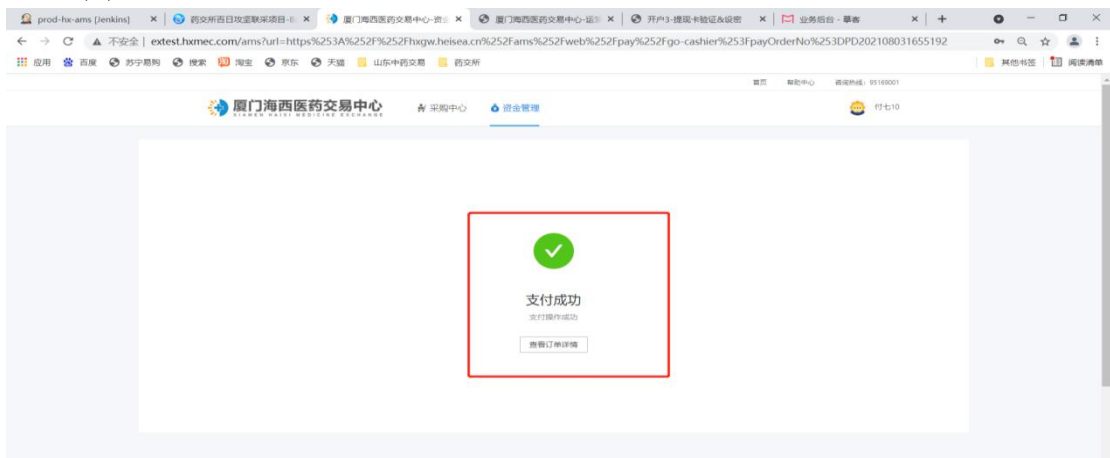 prod-hx-ams [Jenkins]
药交所百日攻坚联采项目-
厦门海西医药交易中心-资
厦门海西医药交易中心-运
开户3-提现卡验证&设密
业务后台 - 摹客
不安全 | extest.hxmec.com/ams?url=https%253A%252F%252Fhxgw.heisea.cn%252Fams%252Fweb%252Fpay%252Fgo-cashier%253FpayOrderNo%253DPD202108031655192
应用 百度 苏宁易购 搜索 淘宝 京东 天猫 山东中药交易 药交所 其他书签 阅读清单
首页 帮助中心 咨询热线: 95169001
厦门海西医药交易中心 采购中心 资金管理 付七10
XIAMEN HAIXI MEDICINE EXCHANGE
支付成功
支付操作成功
查看订单详情